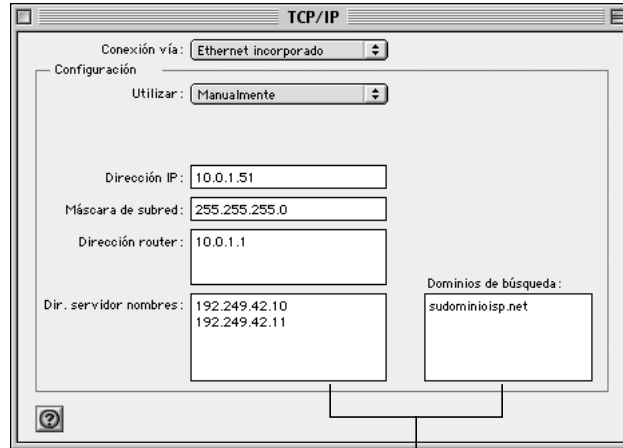 TCP/IP
Conexión vía: Ethernet incorporado
Configuración
Utilizar: Manualmente
Dirección IP: 10.0.1.51
Máscara de subred: 255.255.255.0
Dirección router: 10.0.1.1
Dominios de búsqueda:
Dir. servidor nombres: 192.249.42.10
192.249.42.11
sudominioisp.net
?